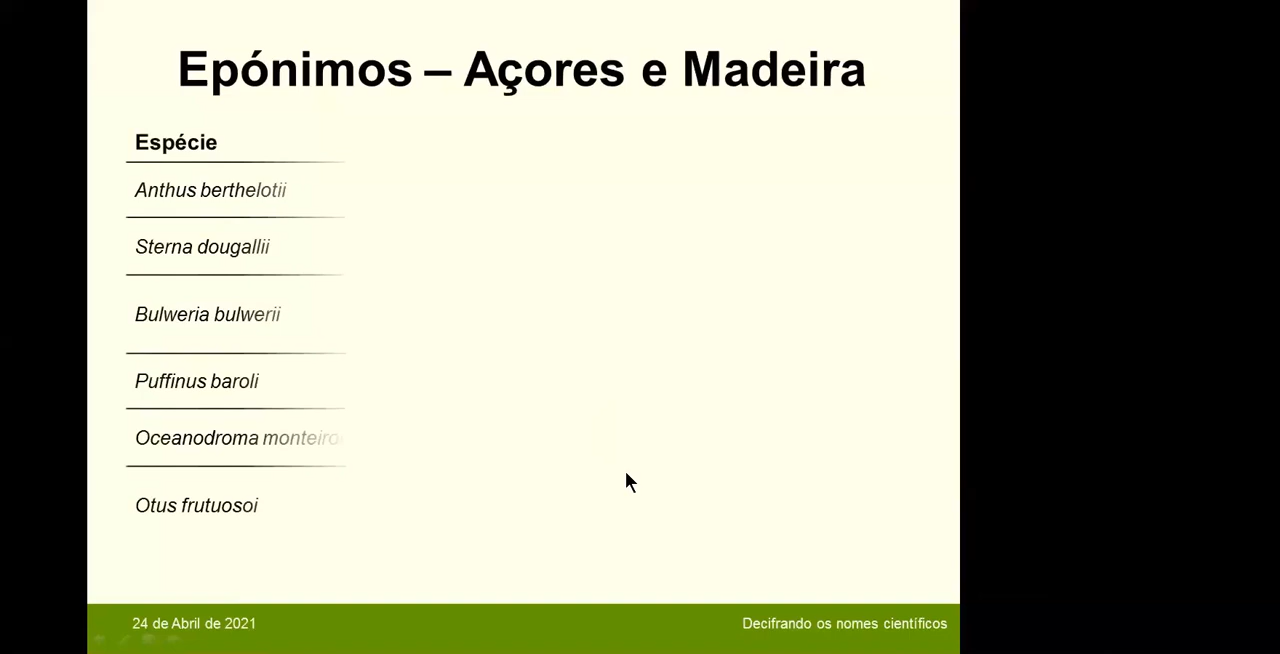 Epónimos – Açores e Madeira
Espécie
Anthus berthelotii
Sterna dougallii
Bulweria bulwerii
Puffinus baroli
Oceanodroma monteiroi
Otus frutuosoi
24 de Abril de 2021
Decifrando os nomes científicos